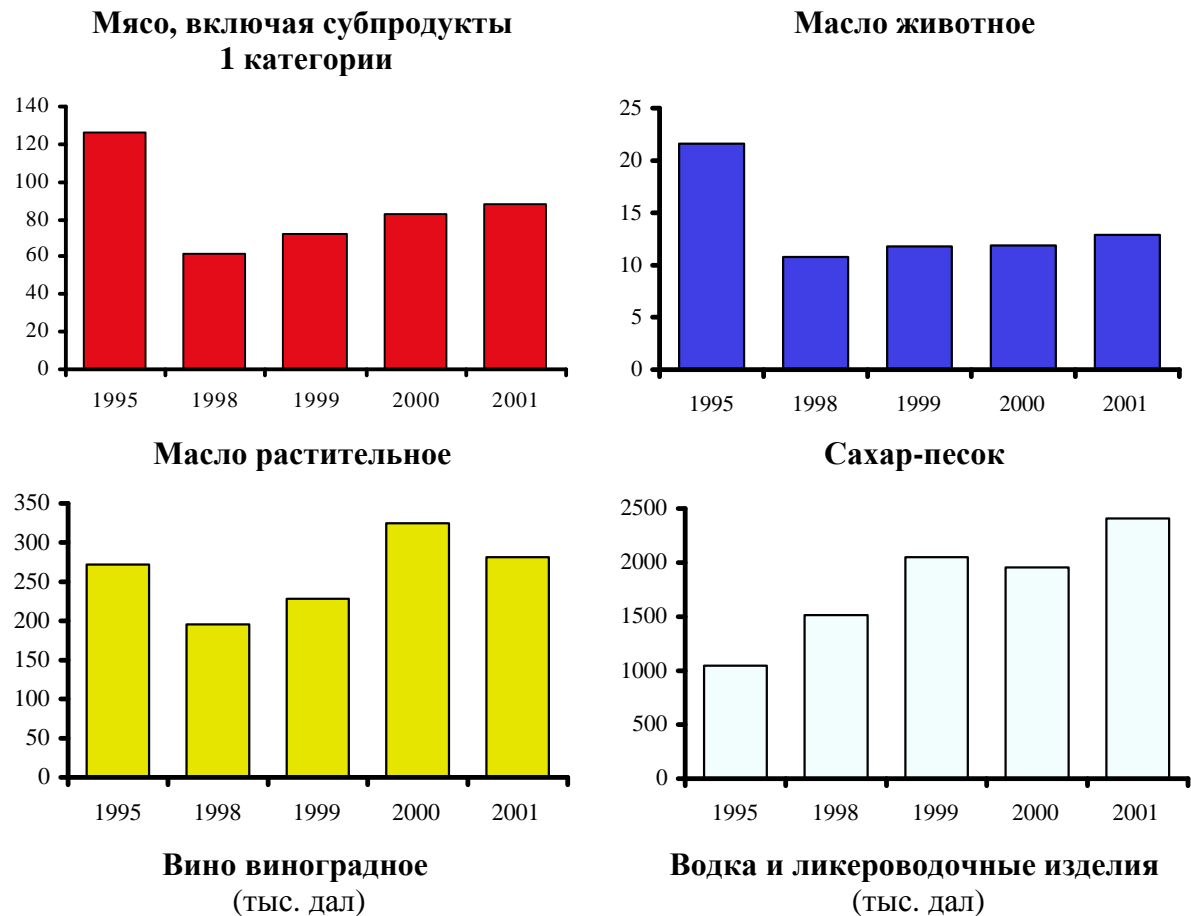 Мясо, включая субпродукты
1 категории
140
120
100
80
60
40
20
0
1995 1998 1999 2000 2001
Масло животное
25
20
15
10
5
0
1995 1998 1999 2000 2001
Масло растительное
350
300
250
200
150
100
50
0
1995 1998 1999 2000 2001
Сахар-песок
2500
2000
1500
1000
500
0
1995 1998 1999 2000 2001
Вино виноградное
(тыс. дал)
Водка и ликероводочные изделия
(тыс. дал)